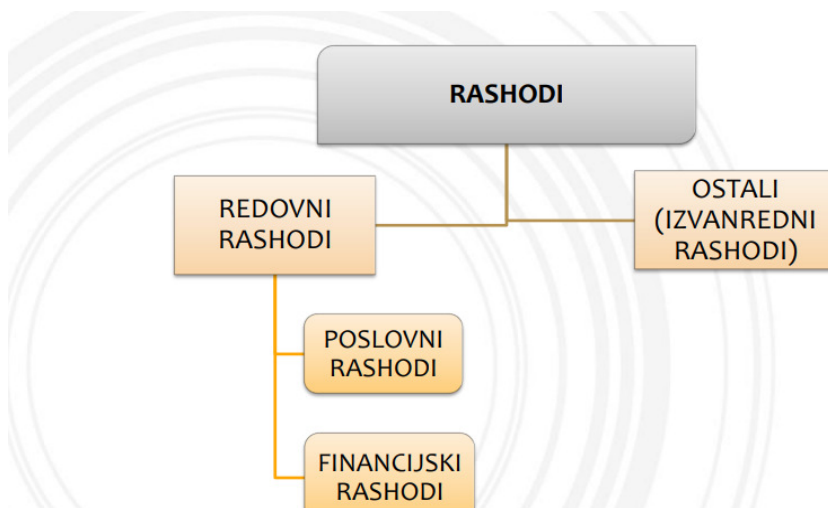 RASHODI
REDOVNI
RASHODI
OSTALI
(IZVANREDNI
RASHODI)
POSLOVNI
RASHODI
FINANCIJSKI
RASHODI